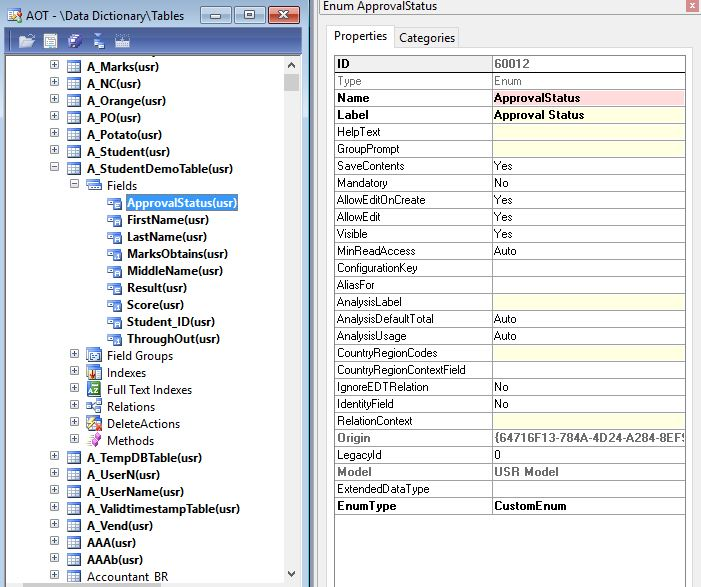 AOT - \Data Dictionary\Tables
A_Marks(usr)
A_NC(usr)
A_Orange(usr)
A_PO(usr)
A_Potato(usr)
A_Student(usr)
A_StudentDemoTable(usr)
Fields
ApprovalStatus(usr)
FirstName(usr)
LastName(usr)
MarksObtains(usr)
MiddleName(usr)
Result(usr)
Score(usr)
Student_ID(usr)
ThroughOut(usr)
Field Groups
Indexes
Full Text Indexes
Relations
DeleteActions
Methods
A_TempDBTable(usr)
A_UserN(usr)
A_UserName(usr)
A_ValidtimestampTable(usr)
A_Vend(usr)
AAA(usr)
AAAb(usr)
Accountant_BR
Enum ApprovalStatus
Properties Categories
ID 60012
Type Enum
Name ApprovalStatus
Label Approval Status
HelpText
GroupPrompt
SaveContents Yes
Mandatory No
AllowEditOnCreate Yes
AllowEdit Yes
Visible Yes
MinReadAccess Auto
ConfigurationKey
AliasFor
AnalysisLabel
AnalysisDefaultTotal Auto
AnalysisUsage Auto
CountryRegionCodes
CountryRegionContextField
IgnoreEDTRelation No
IdentityField No
RelationContext
Origin {64716F13-784A-4D24-A284-8EF9
LegacyId 0
Model USR Model
ExtendedDataType
EnumType CustomEnum